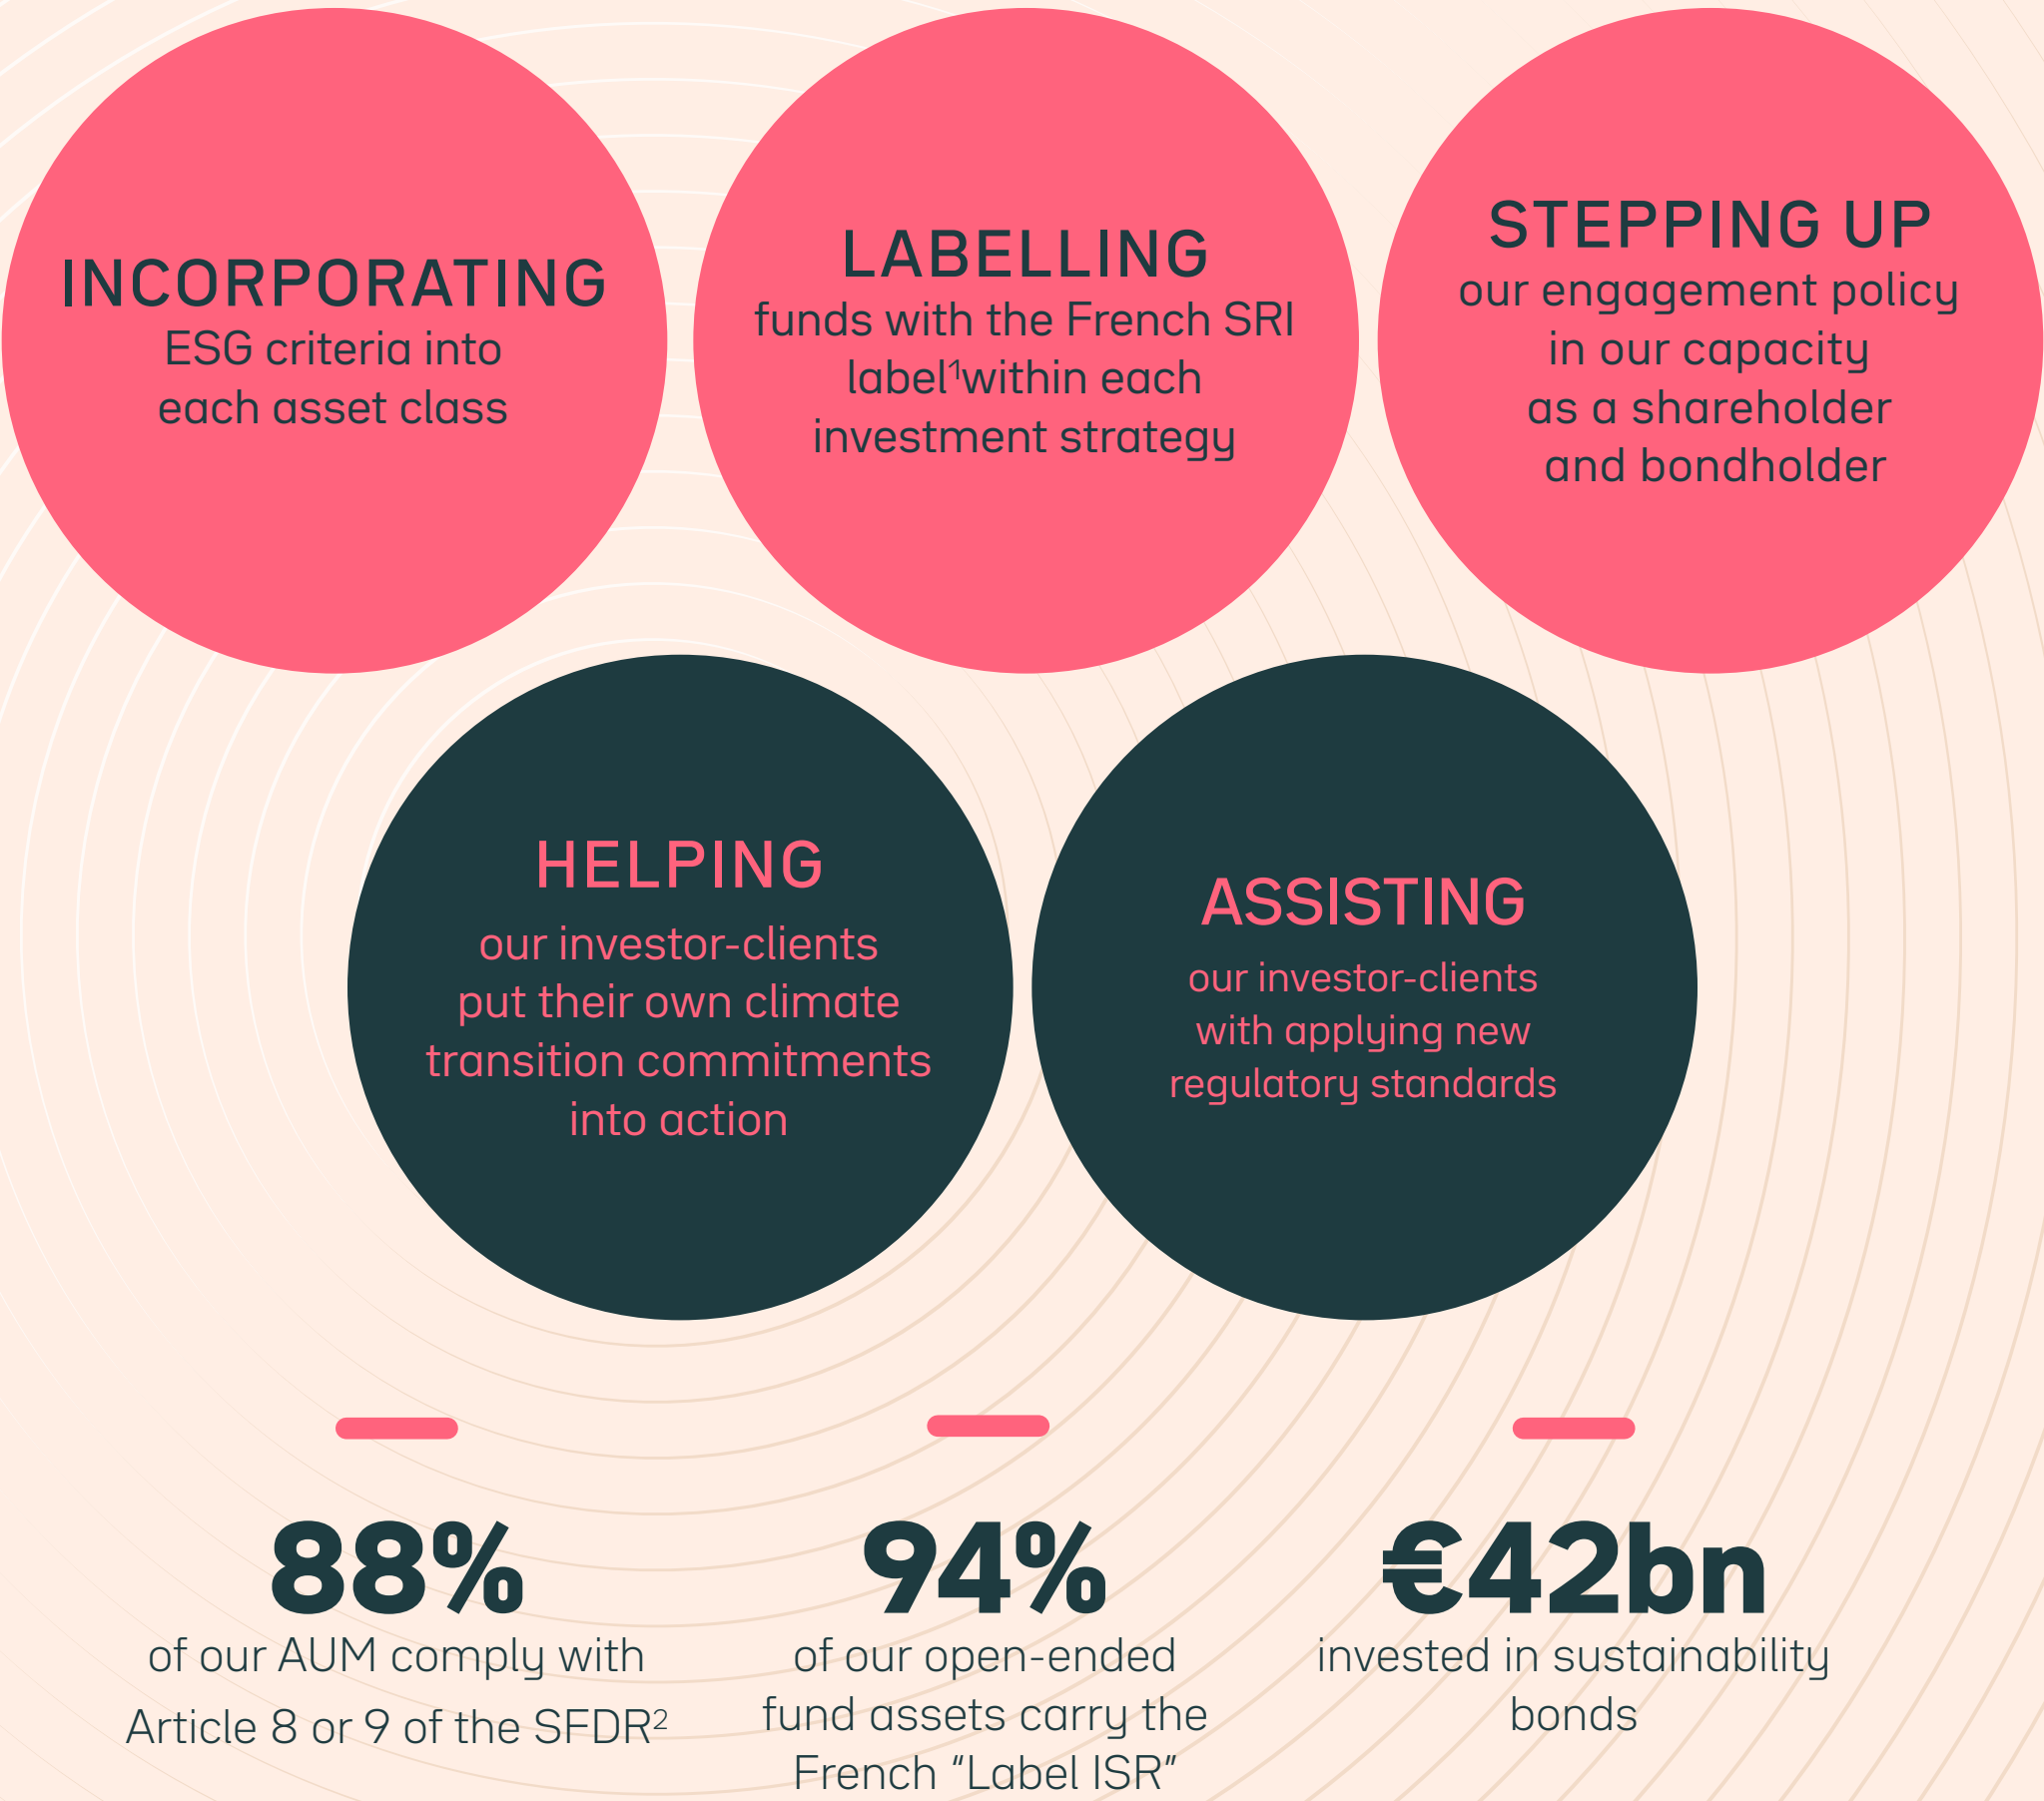 INCORPORATING
ESG criteria into
each asset class
LABELLING
funds with the French SRI
label¹within each
investment strategy
STEPPING UP
our engagement policy
in our capacity
as a shareholder
and bondholder
HELPING
our investor-clients
put their own climate
transition commitments
into action
ASSISTING
our investor-clients
with applying new
regulatory standards
88%
of our AUM comply with
Article 8 or 9 of the SFDR²
94%
of our open-ended
fund assets carry the
French “Label ISR”
€42bn
invested in sustainability
bonds